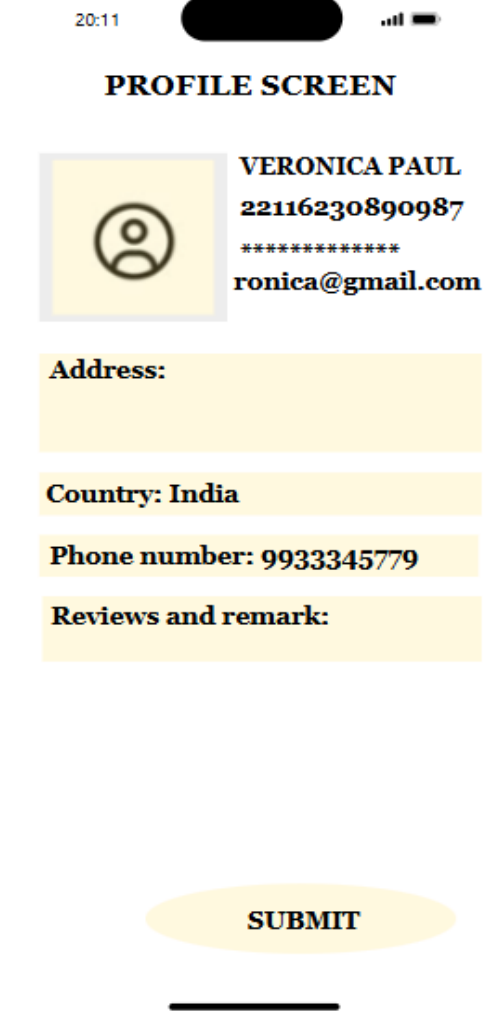 20:11
PROFILE SCREEN
VERONICA PAUL
22116230890987
*************
ronica@gmail.com
Address:
Country: India
Phone number: 9933345779
Reviews and remark:
SUBMIT